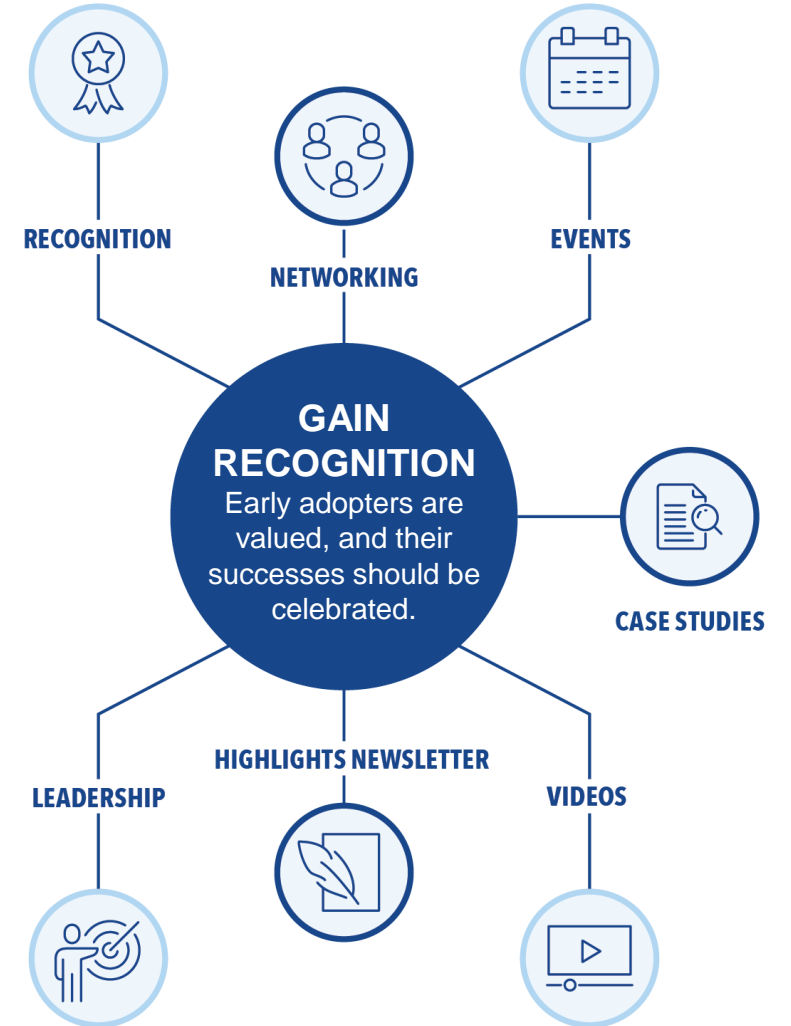 RECOGNITION
NETWORKING
EVENTS
GAIN
RECOGNITION
Early adopters are
valued, and their
successes should be
celebrated.
CASE STUDIES
LEADERSHIP
HIGHLIGHTS NEWSLETTER
VIDEOS